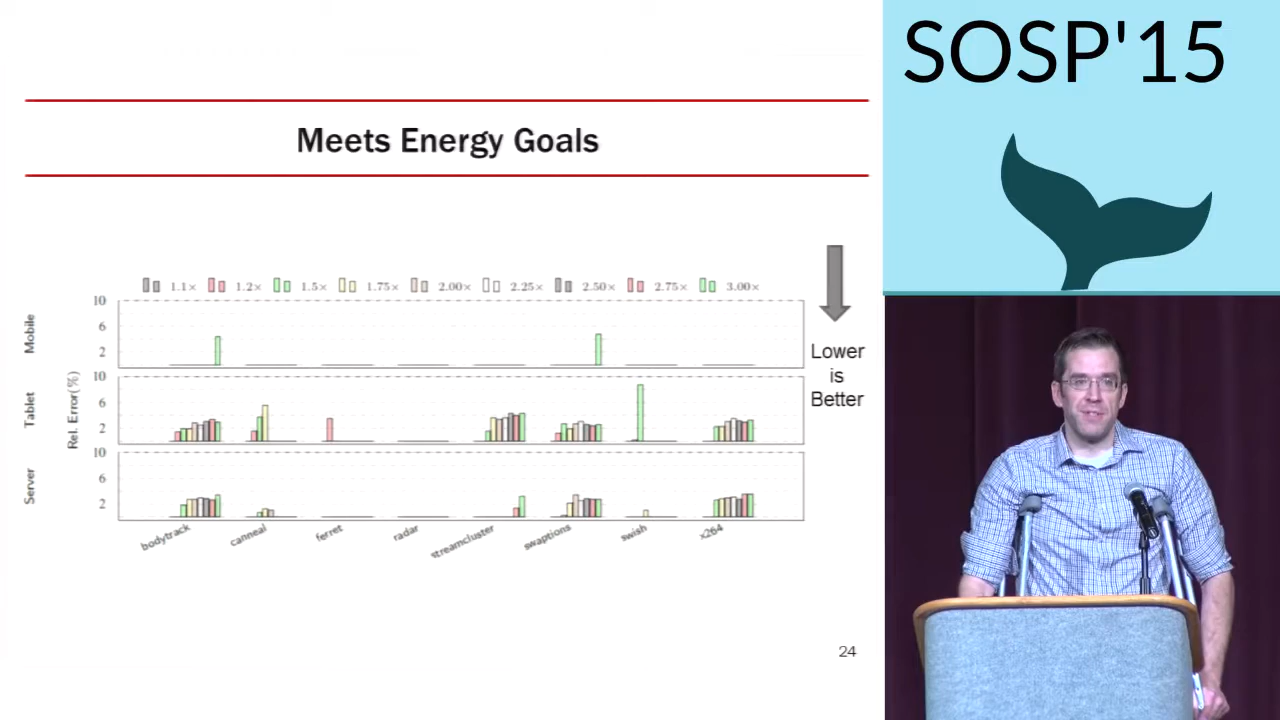 SOSP'15
Meets Energy Goals
1.1× 1.2× 1.5× 1.75× 2.00× 2.25× 2.50× 2.75× 3.00×
Lower
is
Better
Rel. Error(%)
Mobile
10
6
2
Tablet
10
6
2
Server
10
6
2
bodytrack canneal ferret radar streamcluster swaptions swish x264
24